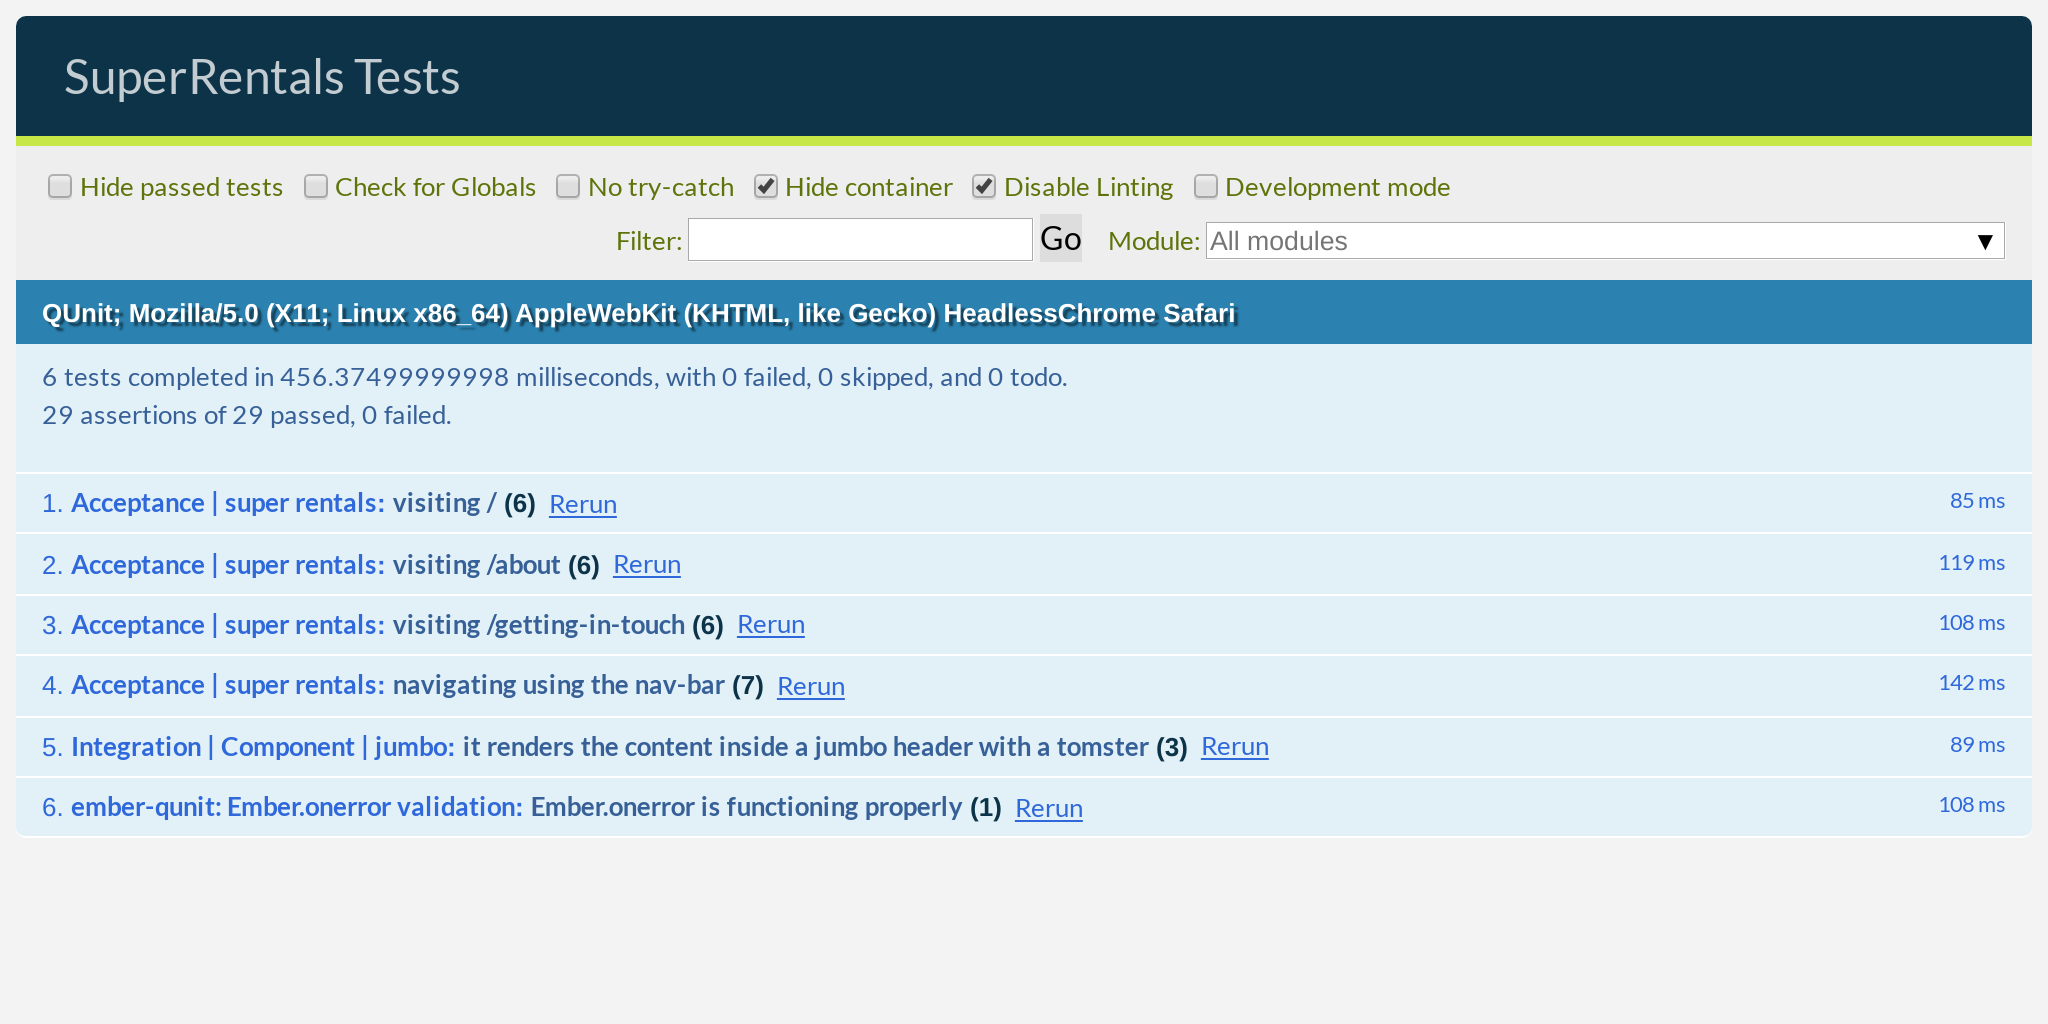 SuperRentals Tests
Hide passed tests Check for Globals No try-catch Hide container Disable Linting Development mode
Filter: Go Module: All modules ▼
QUnit; Mozilla/5.0 (X11; Linux x86_64) AppleWebKit (KHTML, like Gecko) HeadlessChrome Safari
6 tests completed in 456.37499999998 milliseconds, with 0 failed, 0 skipped, and 0 todo.
29 assertions of 29 passed, 0 failed.
1. Acceptance | super rentals: visiting / (6) Rerun 85 ms
2. Acceptance | super rentals: visiting /about (6) Rerun 119 ms
3. Acceptance | super rentals: visiting /getting-in-touch (6) Rerun 108 ms
4. Acceptance | super rentals: navigating using the nav-bar (7) Rerun 142 ms
5. Integration | Component | jumbo: it renders the content inside a jumbo header with a tomster (3) Rerun 89 ms
6. ember-qunit: Ember.onerror validation: Ember.onerror is functioning properly (1) Rerun 108 ms